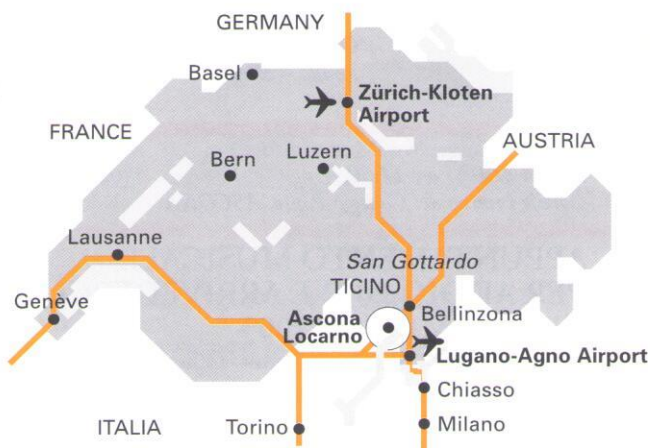 GERMANY
Basel
Zürich-Kloten
Airport
FRANCE
AUSTRIA
Bern
Luzern
Lausanne
San Gottardo
TICINO
Genève
Ascona
Locarno
Bellinzona
Lugano-Agno Airport
Chiasso
ITALIA
Torino
Milano